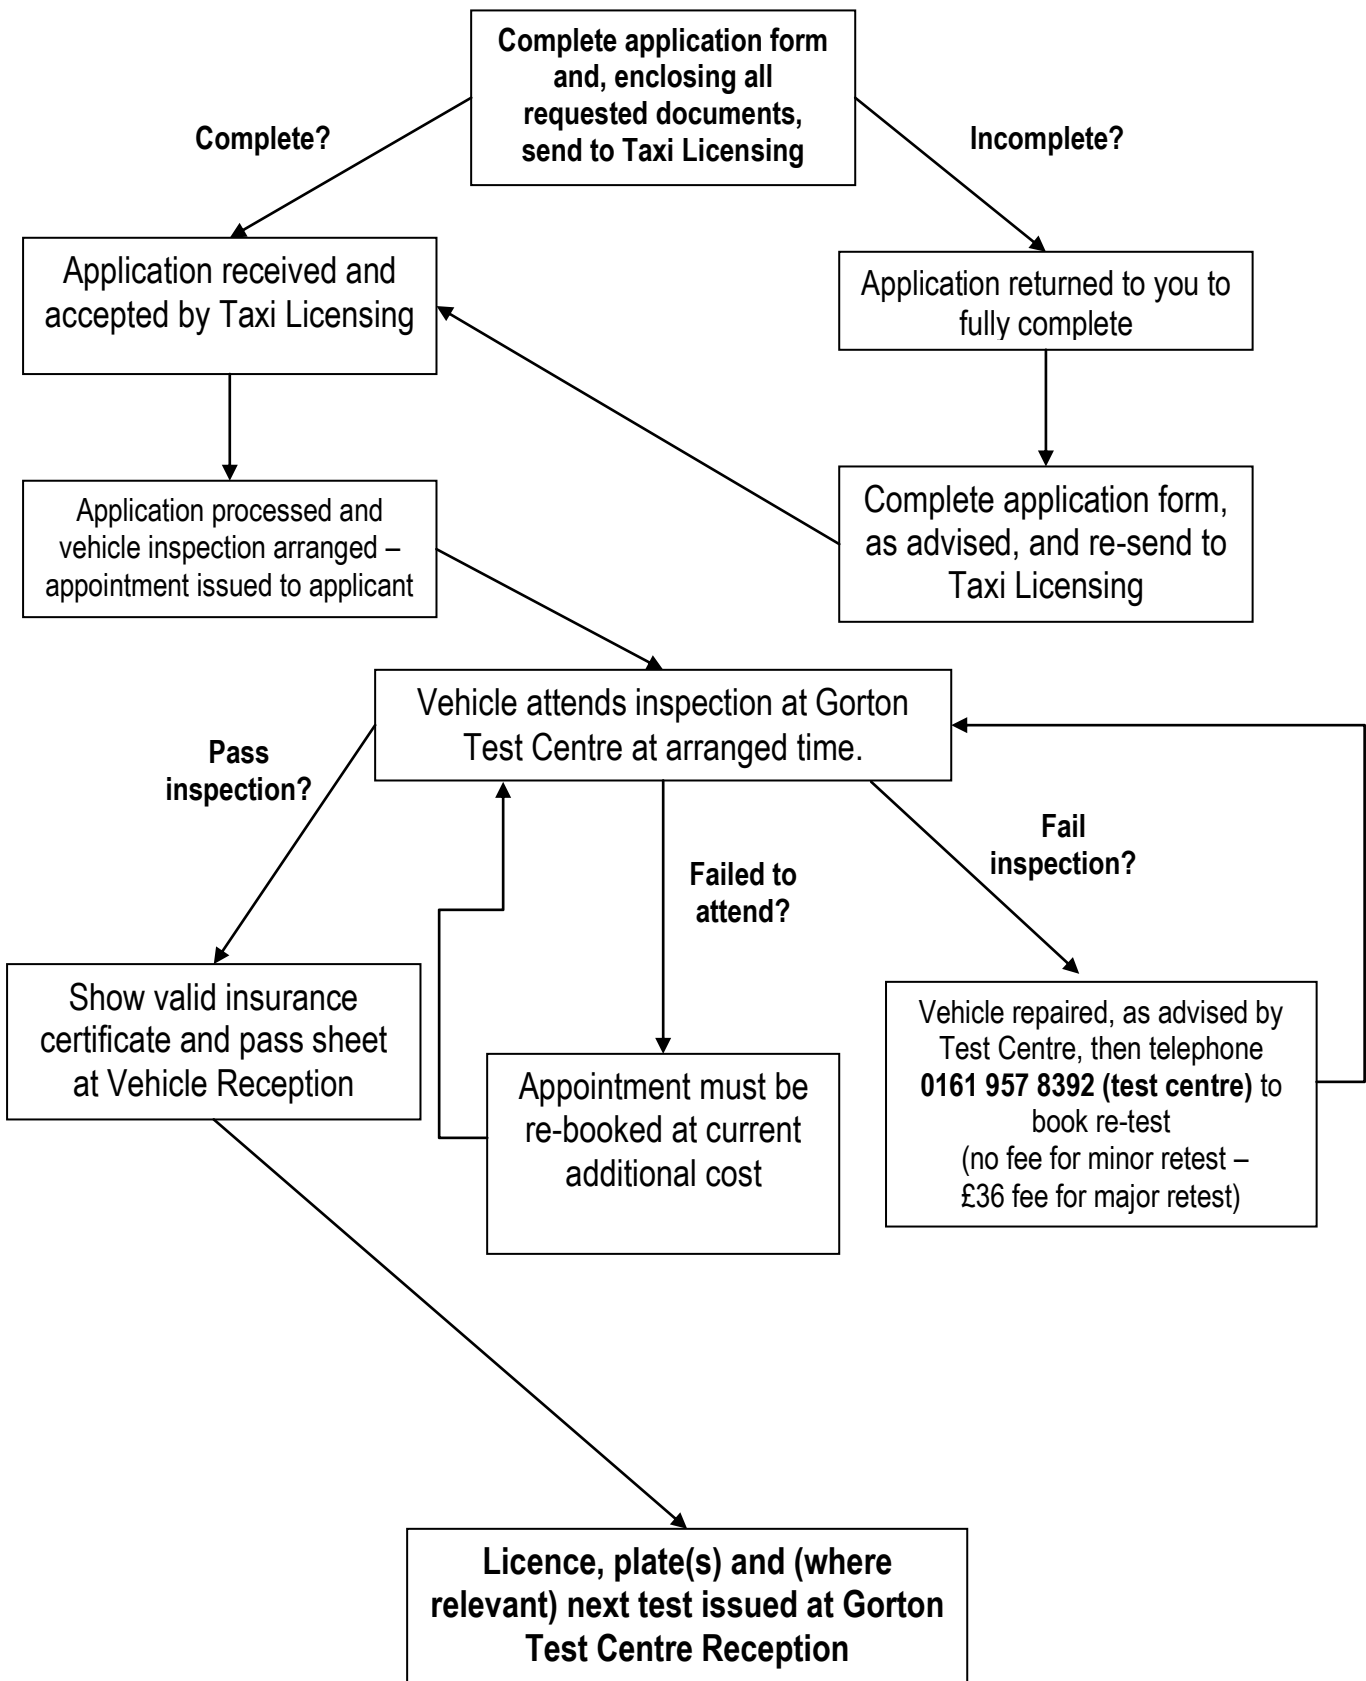 Complete application form
and, enclosing all
requested documents,
send to Taxi Licensing
Complete?
Incomplete?
Application received and
accepted by Taxi Licensing
Application returned to you to
fully complete
Application processed and
vehicle inspection arranged –
appointment issued to applicant
Complete application form,
as advised, and re-send to
Taxi Licensing
Vehicle attends inspection at Gorton
Test Centre at arranged time.
Pass
inspection?
Failed to
attend?
Fail
inspection?
Show valid insurance
certificate and pass sheet
at Vehicle Reception
Appointment must be
re-booked at current
additional cost
Vehicle repaired, as advised by
Test Centre, then telephone
0161 957 8392 (test centre) to
book re-test
(no fee for minor retest –
£36 fee for major retest)
Licence, plate(s) and (where
relevant) next test issued at Gorton
Test Centre Reception